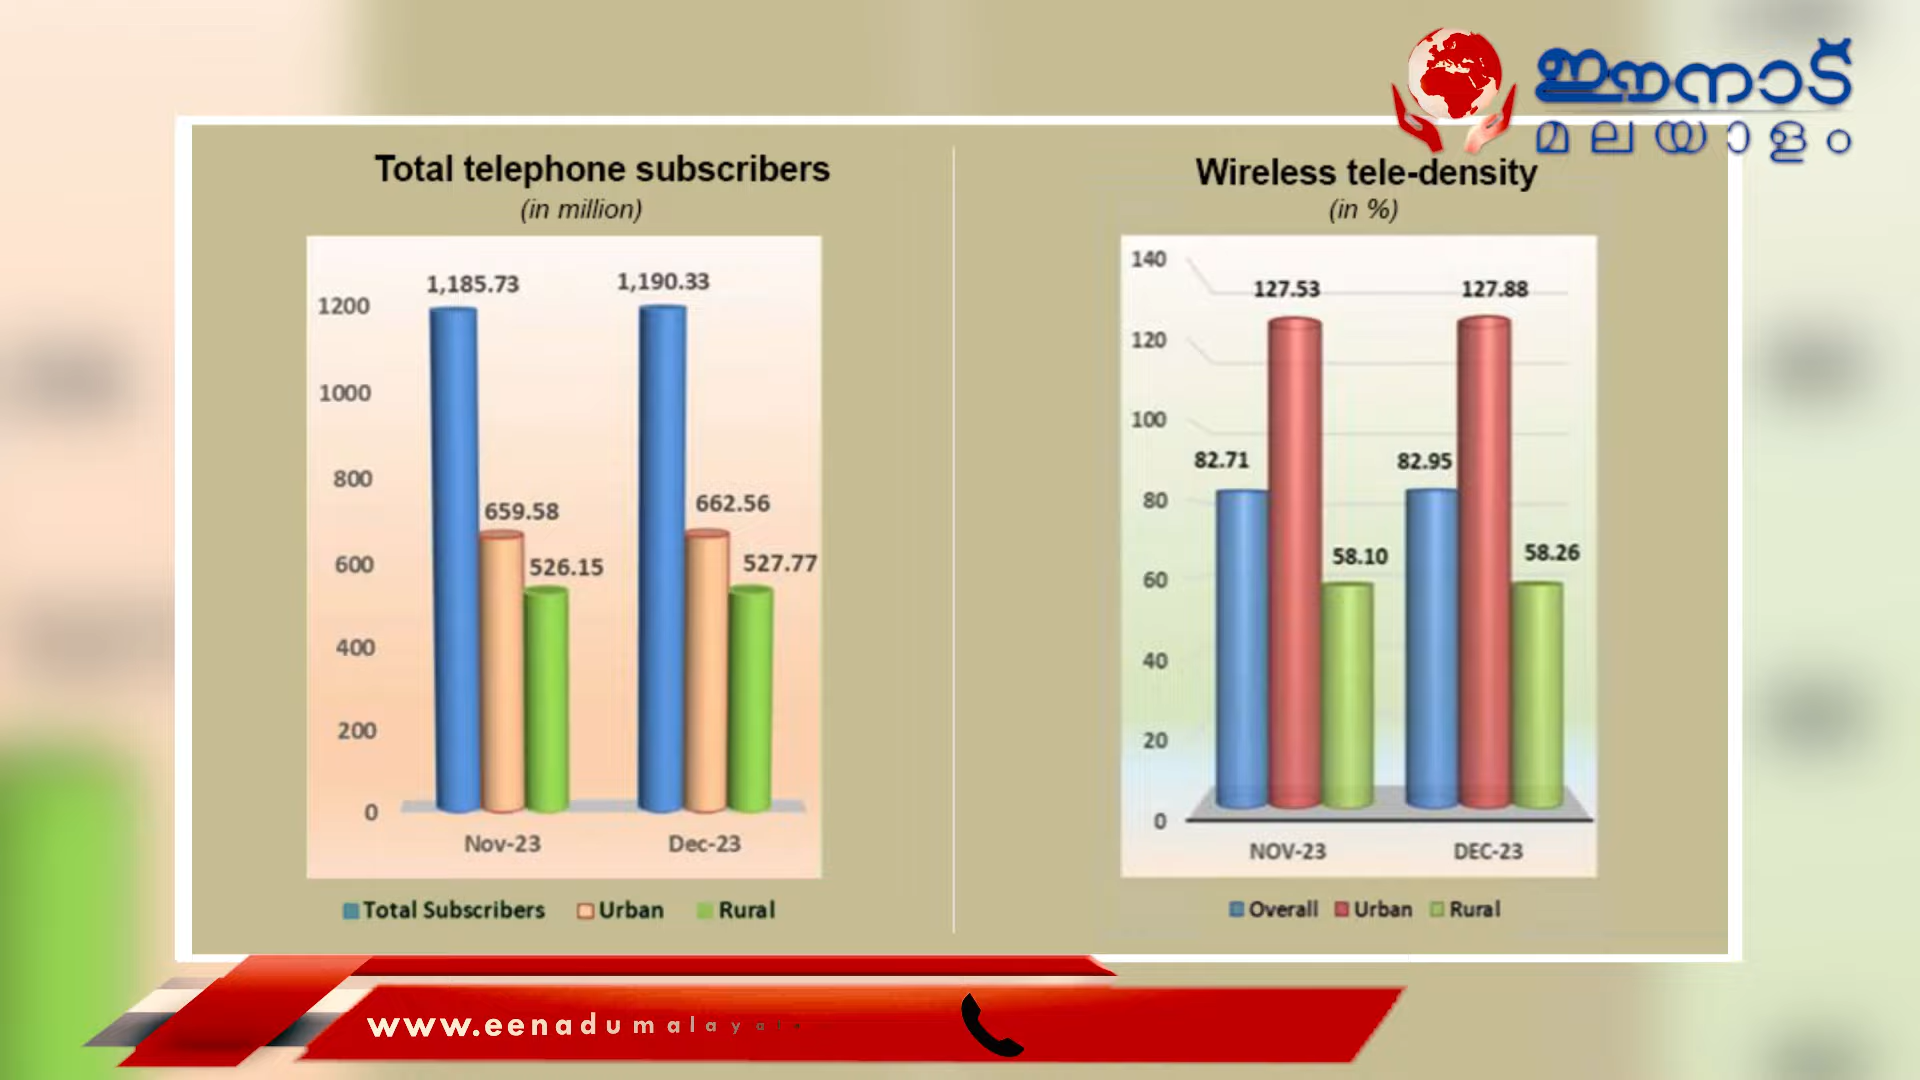 ഈനാട്
മലയാളം
Total telephone subscribers
(in million)
1,185.73
1,190.33
1200
1000
800
659.58
662.56
600
526.15
527.77
400
200
0
Nov-23
Dec-23
Total Subscribers Urban Rural
Wireless tele-density
(in %)
140
127.53
127.88
120
100
82.71
82.95
80
58.10
58.26
60
40
20
0
NOV-23
DEC-23
Overall Urban Rural
www.eenadumalaya